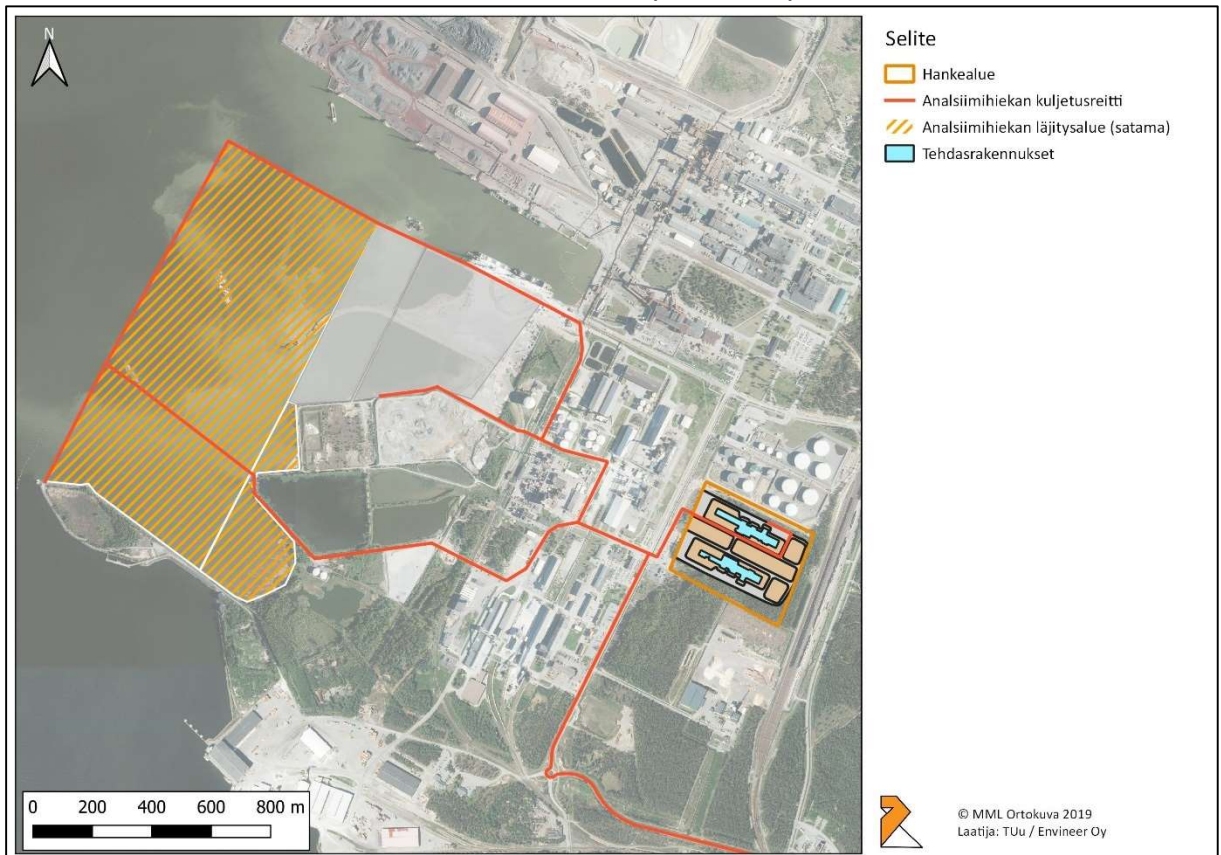 N
Selite
Hankealue
Analsiimihiekan kuljetusreitti
Analsiimihiekan läjitysalue (satama)
Tehdasrakennukset
0 200 400 600 800 m
© MML Ortokuva 2019
Laatija: TUu / Envineer Oy